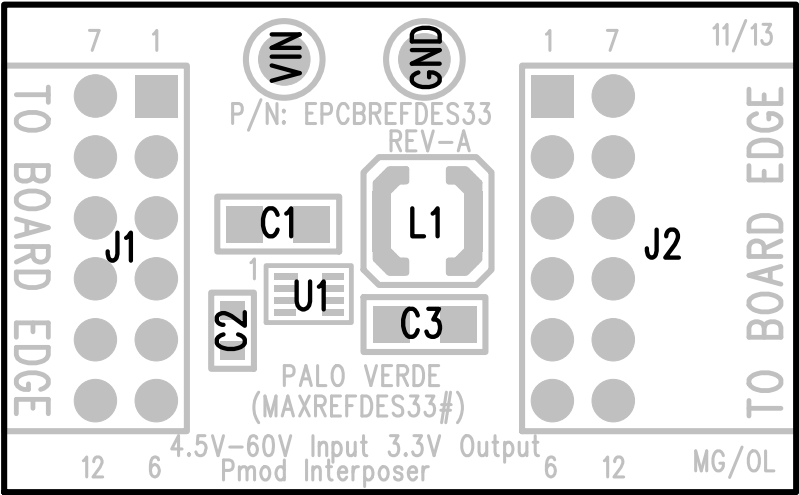 7 1
VIN
GND
1 7
11/13
P/N: EPCBREFDES33
REV-A
TO BOARD EDGE
J1
C1
L1
J2
TO BOARD EDGE
1
U1
C2
C3
PALO VERDE
(MAXREFDES33#)
4.5V-60V Input 3.3V Output
Pmod Interposer
12 6
6 12
MG/OL